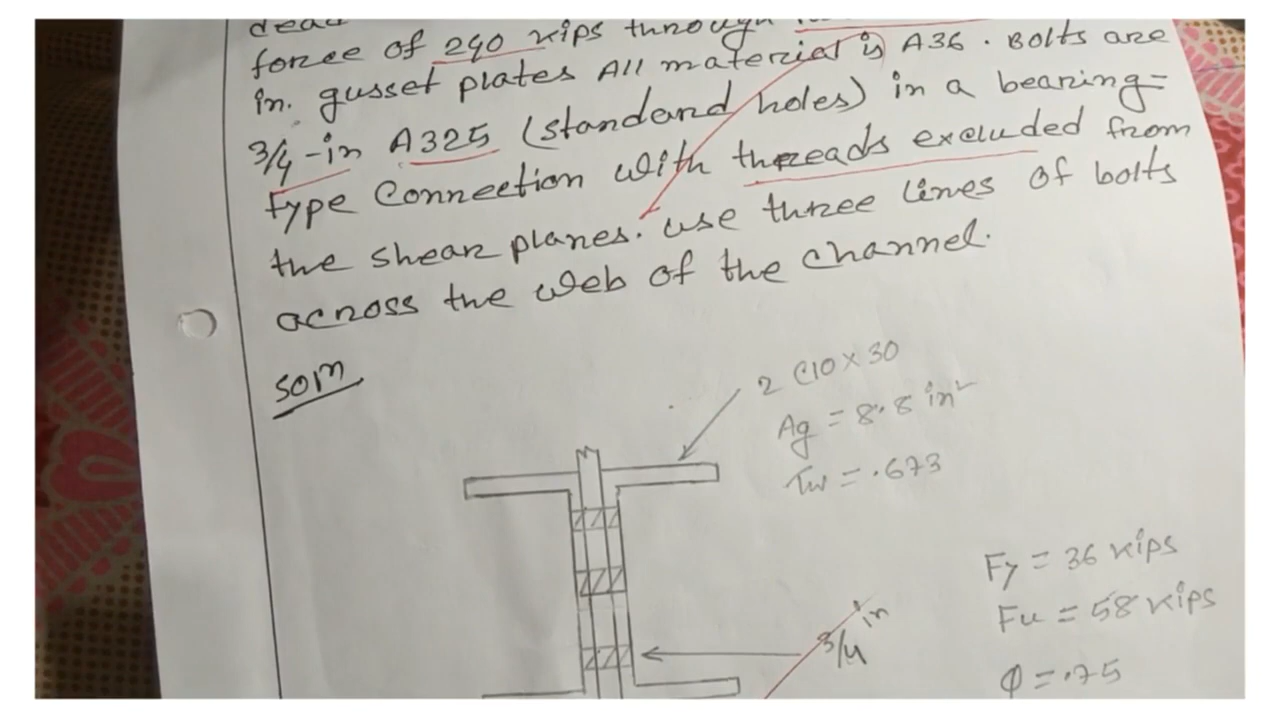 dead
force of 240 kips through
in. gusset plates All material is A36. Bolts are
3/4-in A325 (standard holes) in a bearing-
type Connection with threads excluded from
the shear planes. use three lines of bolts
across the web of the channel.
Soln
2 C10 x 30
Ag = 8.8 in²
Tw = .673
Fy = 36 kips
Fu = 58 kips
3/4 in
Φ = .75